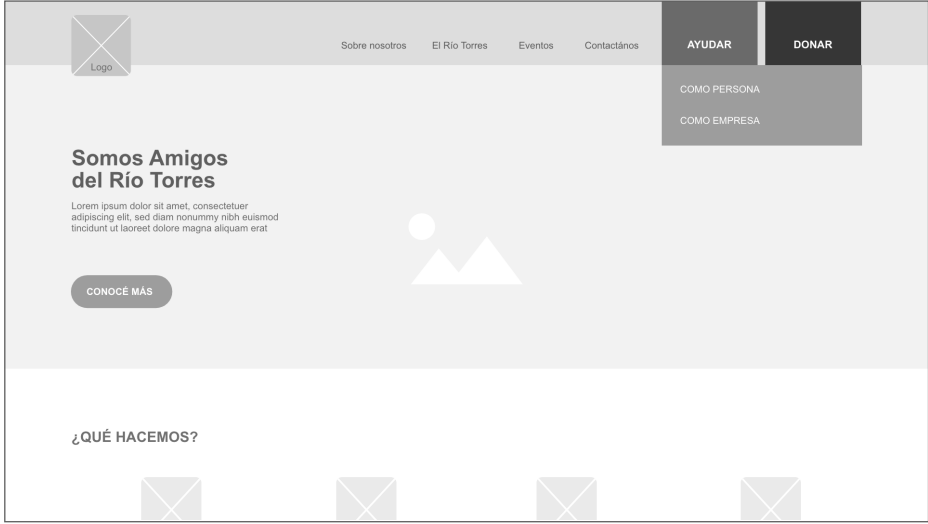 Logo
Sobre nosotros
El Río Torres
Eventos
Contactános
AYUDAR
DONAR
COMO PERSONA
COMO EMPRESA
Somos Amigos
del Río Torres
Lorem ipsum dolor sit amet, consectetuer
adipiscing elit, sed diam nonummy nibh euismod
tincidunt ut laoreet dolore magna aliquam erat
CONOCÉ MÁS
¿QUÉ HACEMOS?